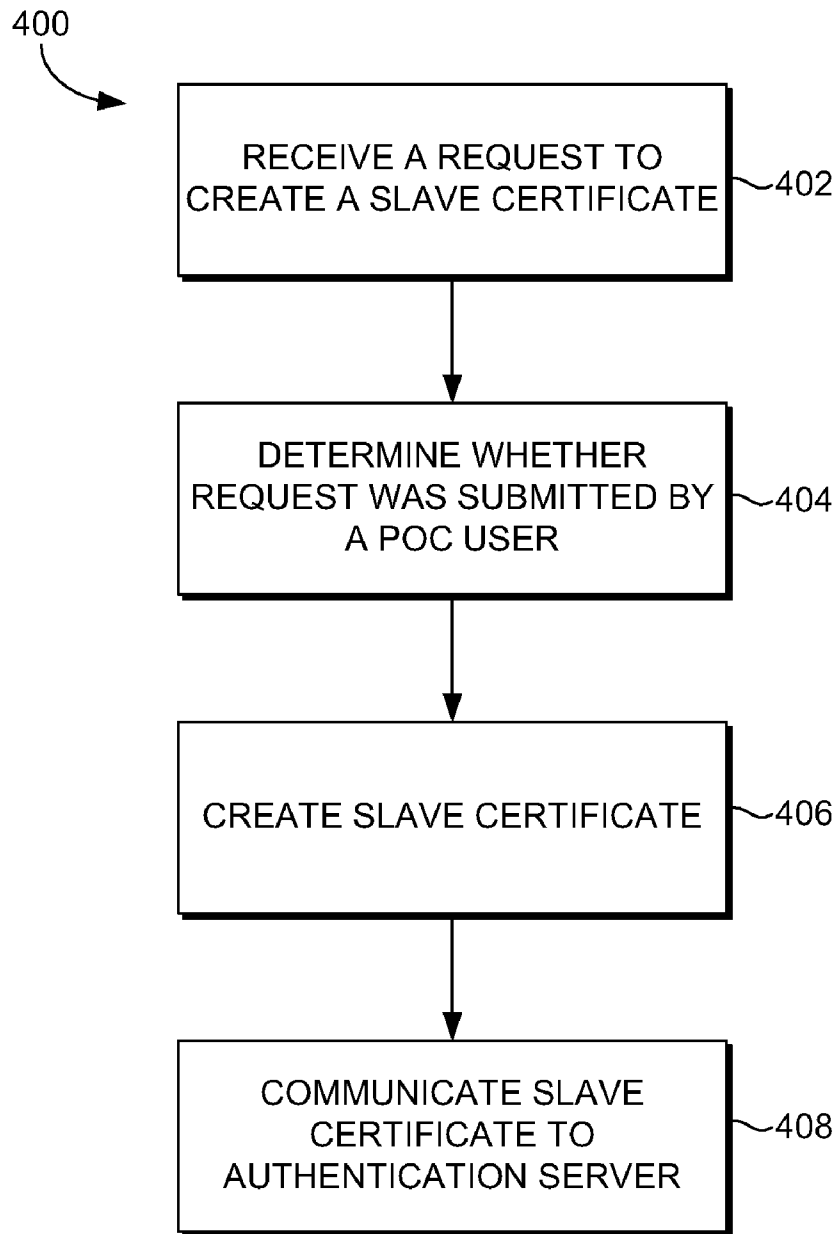 400
RECEIVE A REQUEST TO
CREATE A SLAVE CERTIFICATE
402
DETERMINE WHETHER
REQUEST WAS SUBMITTED BY
A POC USER
404
CREATE SLAVE CERTIFICATE
406
COMMUNICATE SLAVE
CERTIFICATE TO
AUTHENTICATION SERVER
408